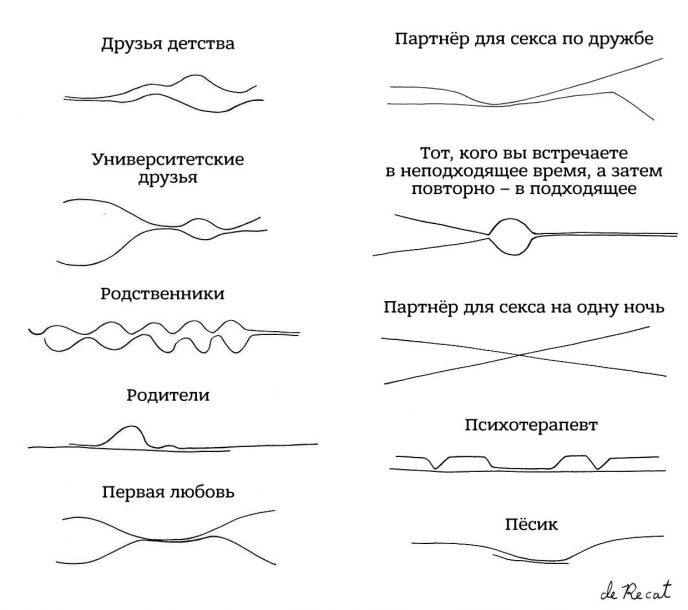 Друзья детства
Университетские
друзья
Родственники
Родители
Первая любовь
Партнёр для секса по дружбе
Тот, кого вы встречаете
в неподходящее время, а затем
повторно – в подходящее
Партнёр для секса на одну ночь
Психотерапевт
Пёсик
de Recat